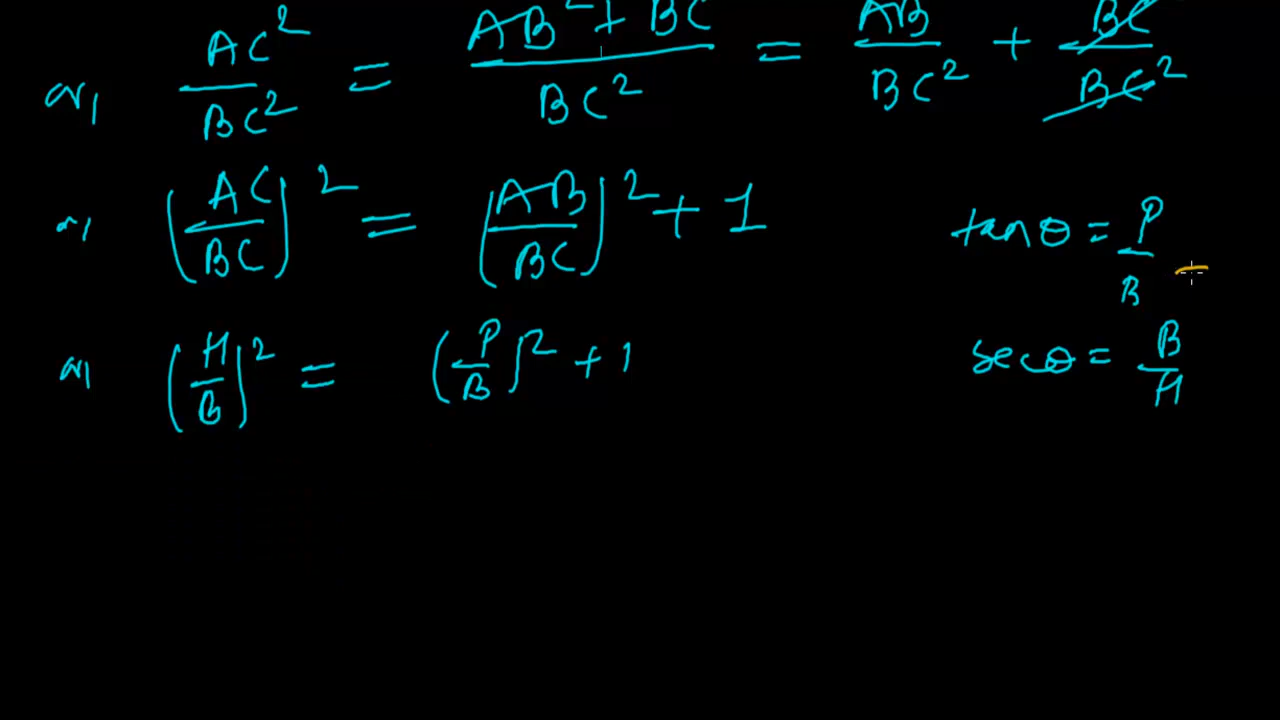 or, AC²/BC² = AB²+BC/BC² = AB/BC² + BC/BC²
or, (AC/BC)² = (AB/BC)² + 1
tanθ = P/B
or, (H/B)² = (P/B)² + 1
secθ = B/H